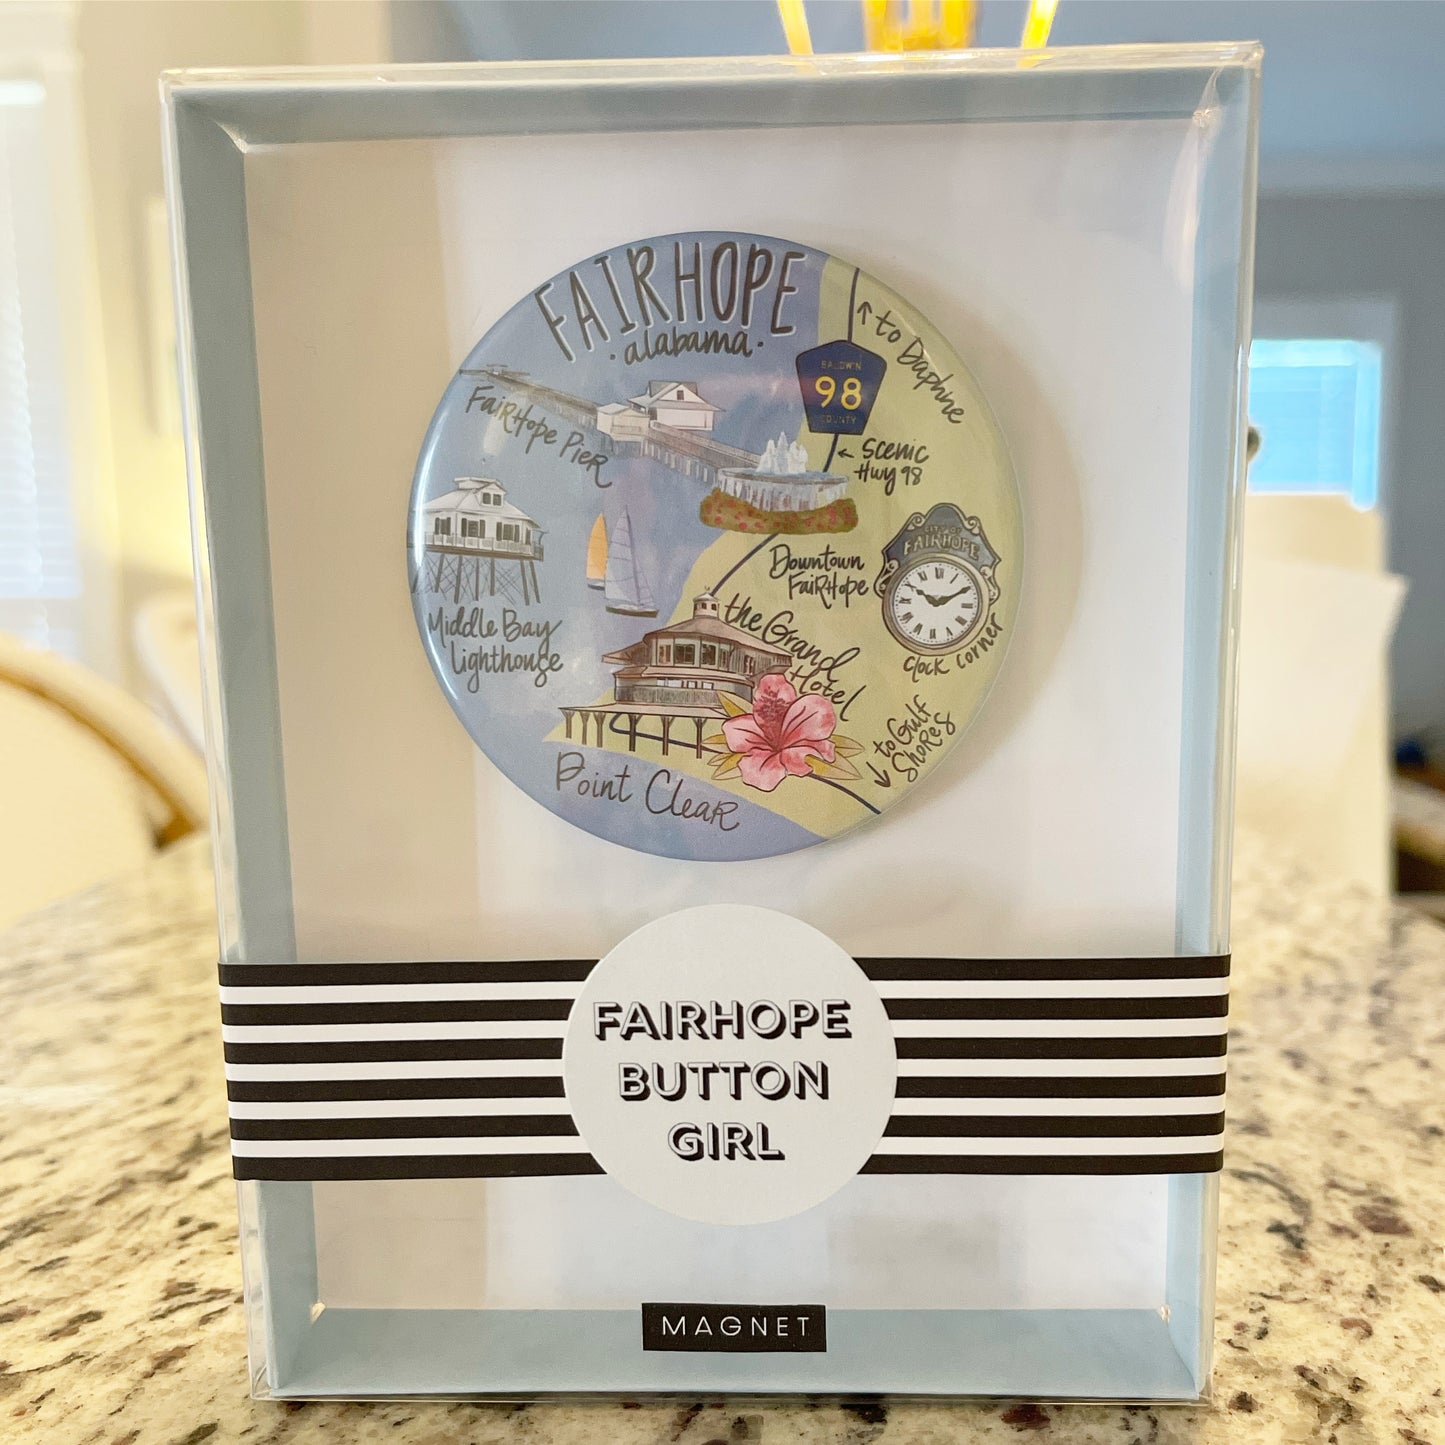 FAIRHOPE
• alabama •
to Daphne
BALDWIN
98
COUNTY
FAIRHOPE PIER
Scenic
Hwy 98
CITY OF
FAIRHOPE
Downtown
FAIRHope
Middle Bay
lighthouse
the Grand
Hotel
Clock Corner
to Gulf
Shores
Point Clear
FAIRHOPE
BUTTON
GIRL
MAGNET